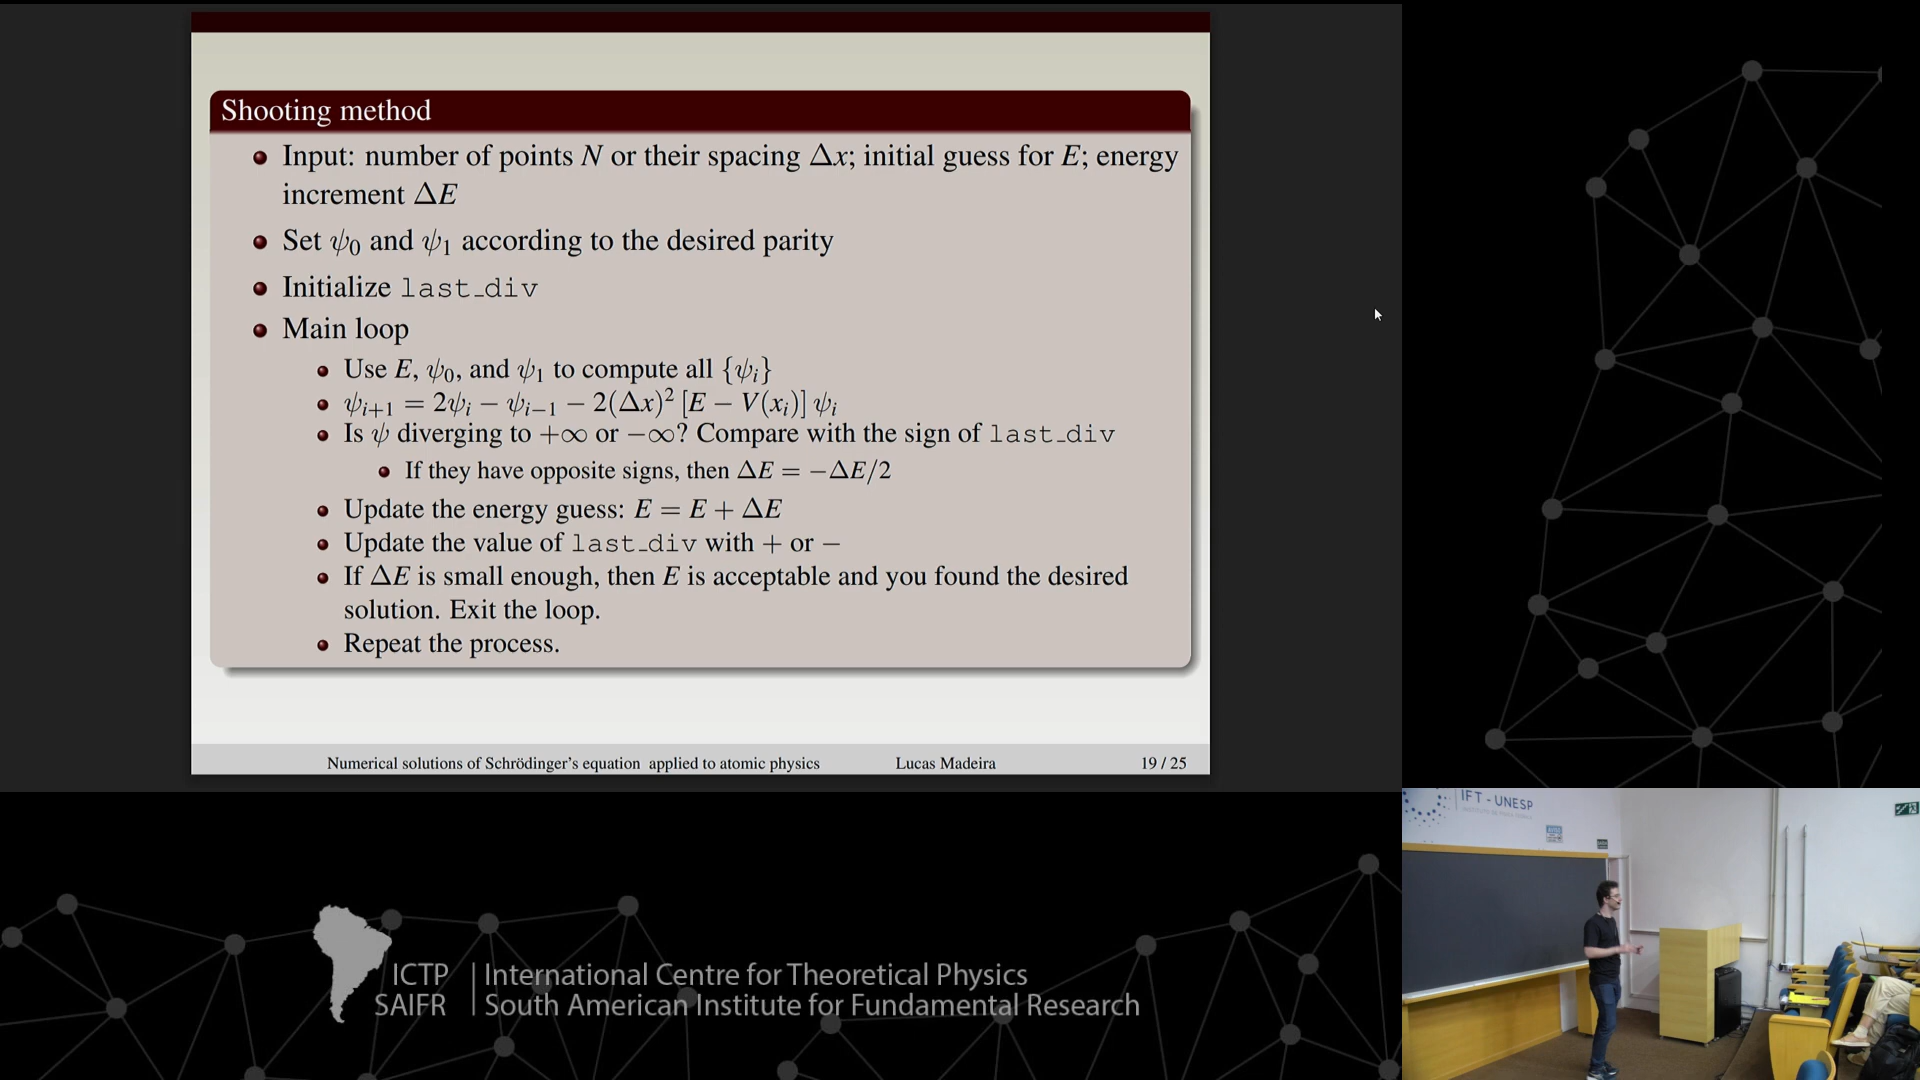 Shooting method
Input: number of points N or their spacing Δx; initial guess for E; energy
increment ΔE
Set ψ₀ and ψ₁ according to the desired parity
Initialize last_div
Main loop
Use E, ψ₀, and ψ₁ to compute all {ψᵢ}
ψᵢ₊₁ = 2ψᵢ − ψᵢ₋₁ − 2(Δx)² [E − V(xᵢ)] ψᵢ
Is ψ diverging to +∞ or −∞? Compare with the sign of last_div
If they have opposite signs, then ΔE = −ΔE/2
Update the energy guess: E = E + ΔE
Update the value of last_div with + or −
If ΔE is small enough, then E is acceptable and you found the desired
solution. Exit the loop.
Repeat the process.
Numerical solutions of Schrödinger's equation applied to atomic physics Lucas Madeira 19 / 25
IFT - UNESP
ICTP | International Centre for Theoretical Physics
SAIFR | South American Institute for Fundamental Research